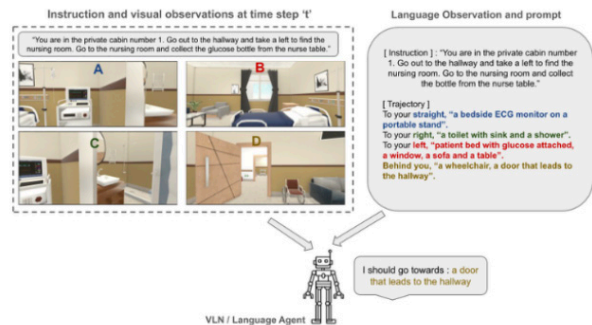 Instruction and visual observations at time step ‘t’
“You are in the private cabin number 1. Go out to the hallway and take a left to find the
nursing room. Go to the nursing room and collect the glucose bottle from the nurse table.”
A
B
C
D
Language Observation and prompt
[ Instruction ] : “You are in the private cabin number
1. Go out to the hallway and take a left to find the
nursing room. Go to the nursing room and collect
the bottle from the nurse table.”
[ Trajectory ]
To your straight, “a bedside ECG monitor on a
portable stand”.
To your right, “a toilet with sink and a shower”.
To your left, “patient bed with glucose attached,
a window, a sofa and a table”.
Behind you, “a wheelchair, a door that leads to
the hallway”.
I should go towards : a door
that leads to the hallway
VLN / Language Agent